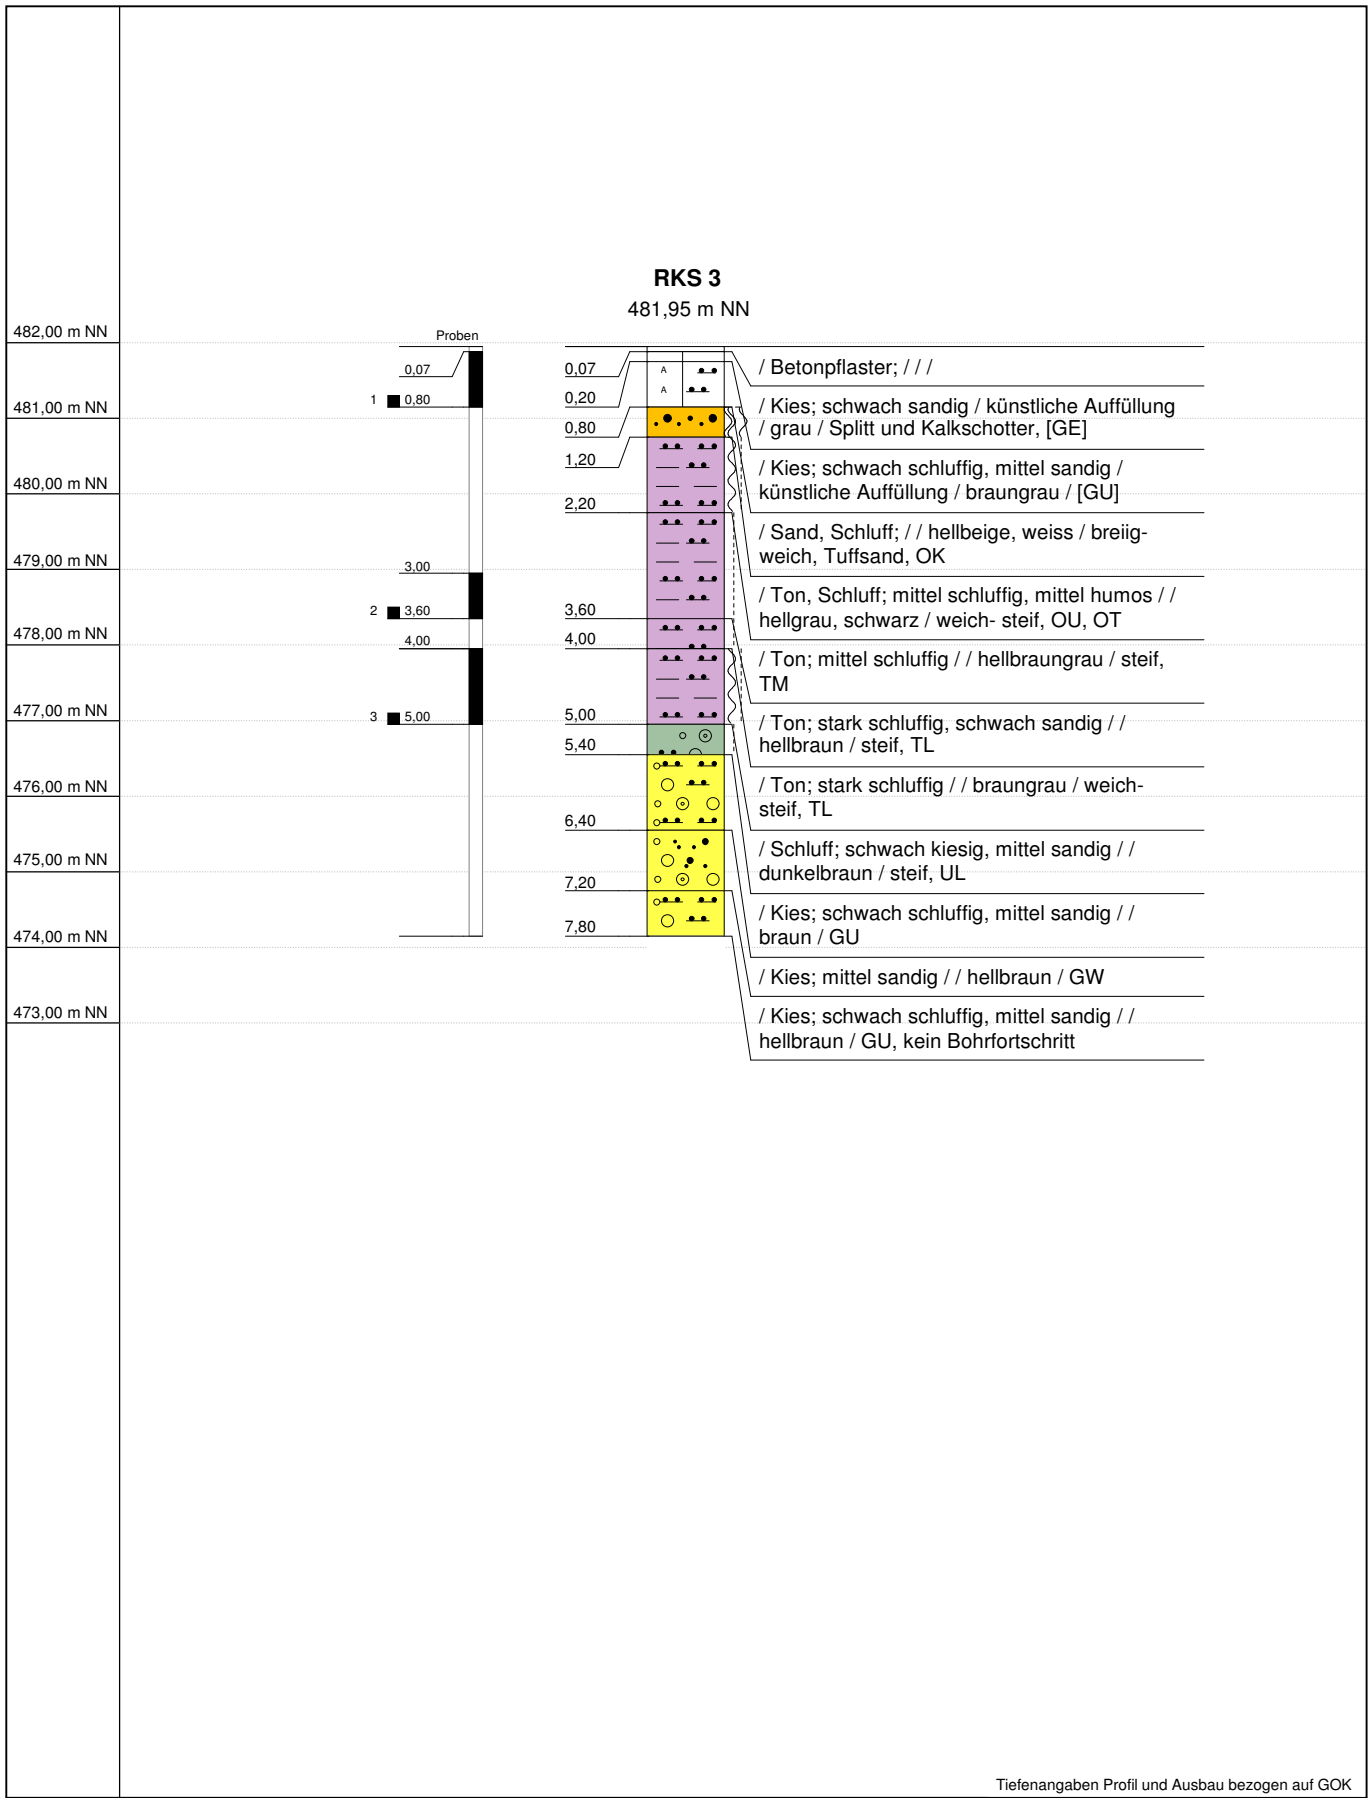 RKS 3
481,95 m NN
482,00 m NN
481,00 m NN
480,00 m NN
479,00 m NN
478,00 m NN
477,00 m NN
476,00 m NN
475,00 m NN
474,00 m NN
473,00 m NN
Proben
0,07
1 0,80
3,00
2 3,60
4,00
3 5,00
0,07
0,20
0,80
1,20
2,20
3,60
4,00
5,00
5,40
6,40
7,20
7,80
A
A
/ Betonpflaster; / / /
/ Kies; schwach sandig / künstliche Auffüllung
/ grau / Splitt und Kalkschotter, [GE]
/ Kies; schwach schluffig, mittel sandig /
künstliche Auffüllung / braungrau / [GU]
/ Sand, Schluff; / / hellbeige, weiss / breiig-
weich, Tuffsand, OK
/ Ton, Schluff; mittel schluffig, mittel humos / /
hellgrau, schwarz / weich- steif, OU, OT
/ Ton; mittel schluffig / / hellbraungrau / steif,
TM
/ Ton; stark schluffig, schwach sandig / /
hellbraun / steif, TL
/ Ton; stark schluffig / / braungrau / weich-
steif, TL
/ Schluff; schwach kiesig, mittel sandig / /
dunkelbraun / steif, UL
/ Kies; schwach schluffig, mittel sandig / /
braun / GU
/ Kies; mittel sandig / / hellbraun / GW
/ Kies; schwach schluffig, mittel sandig / /
hellbraun / GU, kein Bohrfortschritt
Tiefenangaben Profil und Ausbau bezogen auf GOK